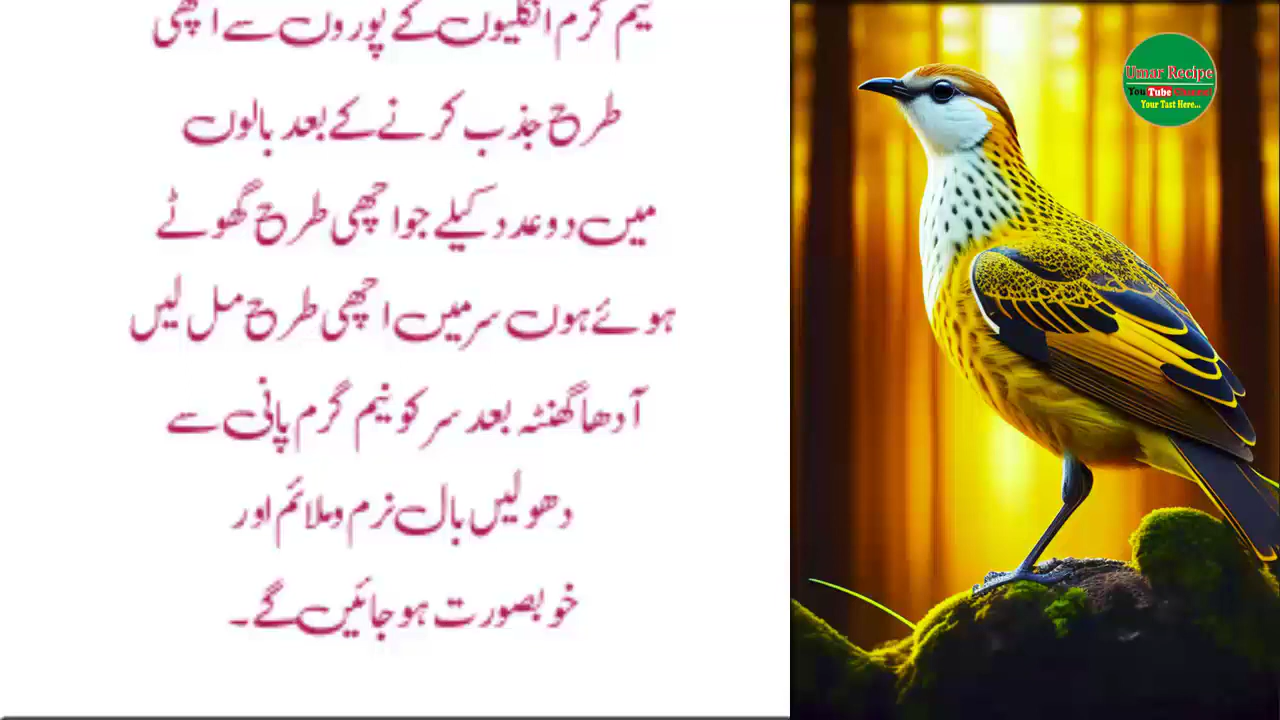 نیم گرم انگلیوں کے پوروں سے اچھی
طرح جذب کرنے کے بعد بالوں
میں دو عدد کیلے جو اچھی طرح گھوٹے
ہوئے ہوں سر میں اچھی طرح مل لیں
آدھا گھنٹہ بعد سر کو نیم گرم پانی سے
دھو لیں بال نرم و ملائم اور
خوبصورت ہو جائیں گے۔
Umar Recipe
YouTube Channel
Your Tast Here...